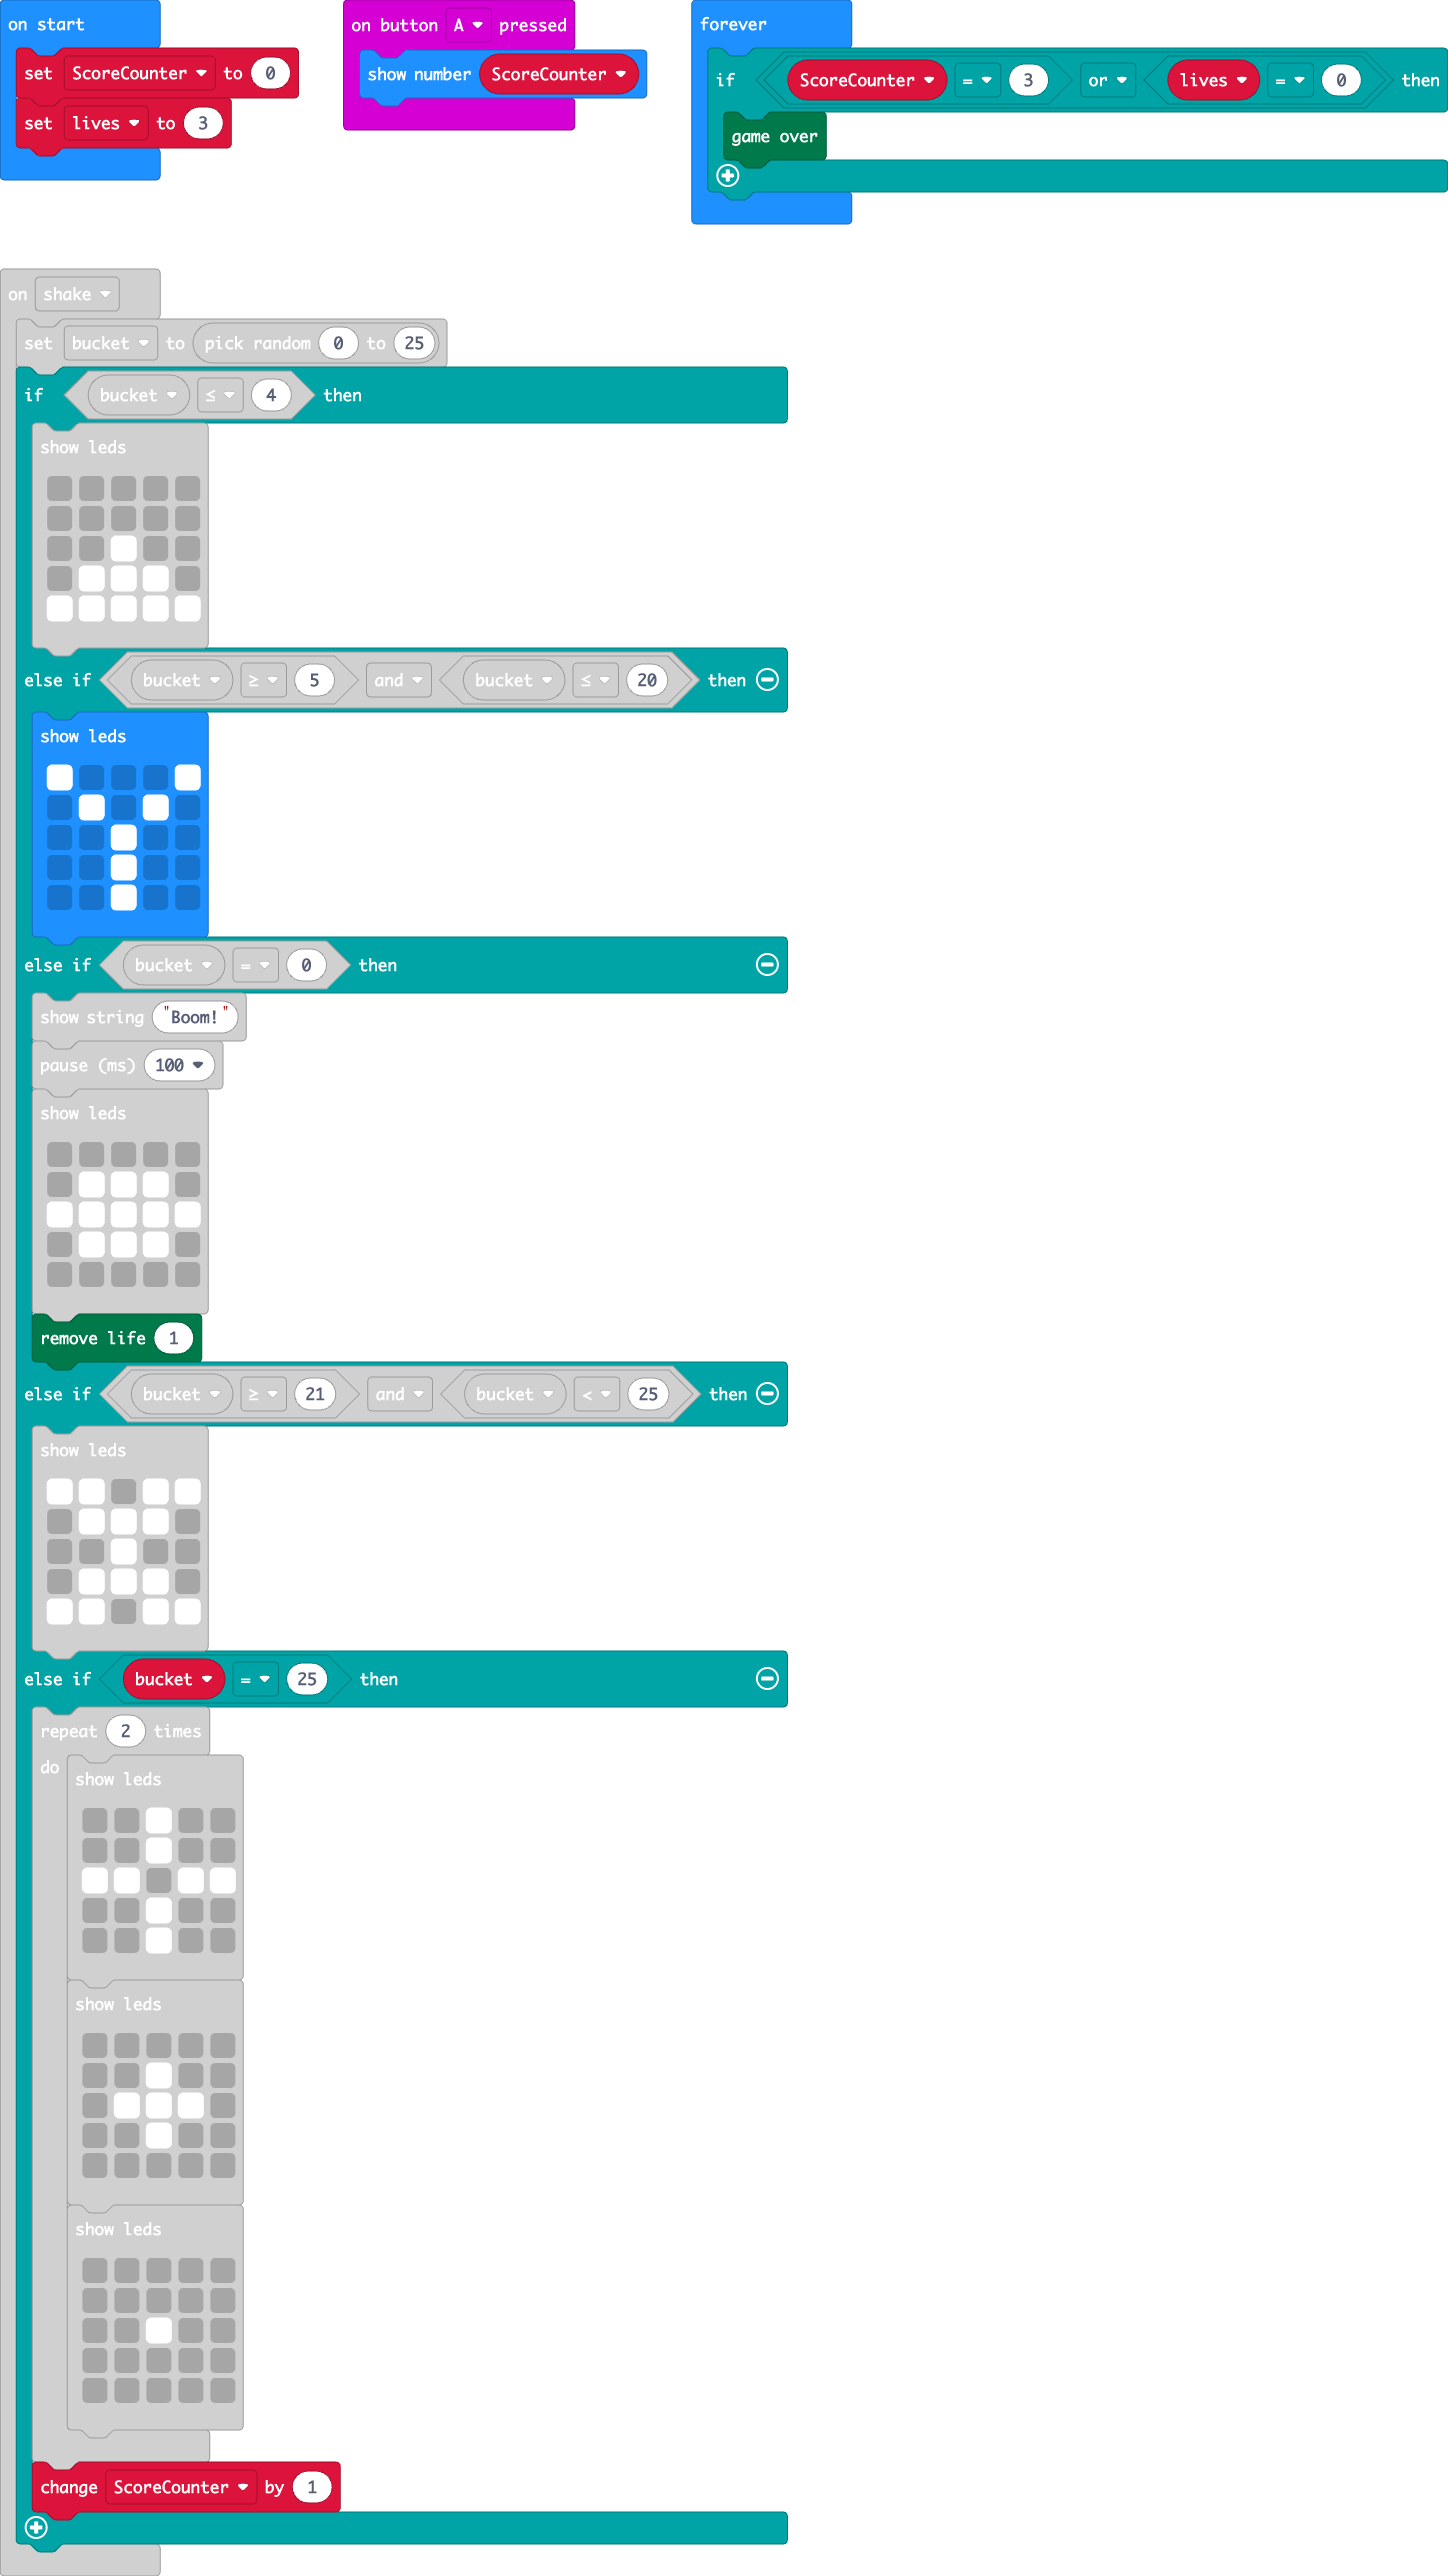 on start
set ScoreCounter to 0
set lives to 3
on button A pressed
show number ScoreCounter
forever
if ScoreCounter = 3 or lives = 0 then
game over
on shake
set bucket to pick random 0 to 25
if bucket ≤ 4 then
show leds
else if bucket ≥ 5 and bucket ≤ 20 then
show leds
else if bucket = 0 then
show string "Boom!"
pause (ms) 100
show leds
remove life 1
else if bucket ≥ 21 and bucket < 25 then
show leds
else if bucket = 25 then
repeat 2 times
do
show leds
show leds
show leds
change ScoreCounter by 1